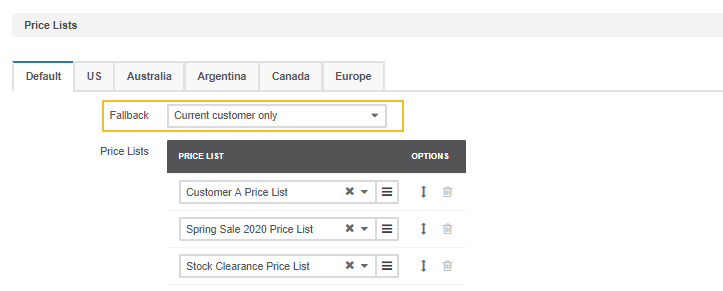 Price Lists
Default US Australia Argentina Canada Europe
Fallback Current customer only
Price Lists PRICE LIST OPTIONS
Customer A Price List
Spring Sale 2020 Price List
Stock Clearance Price List